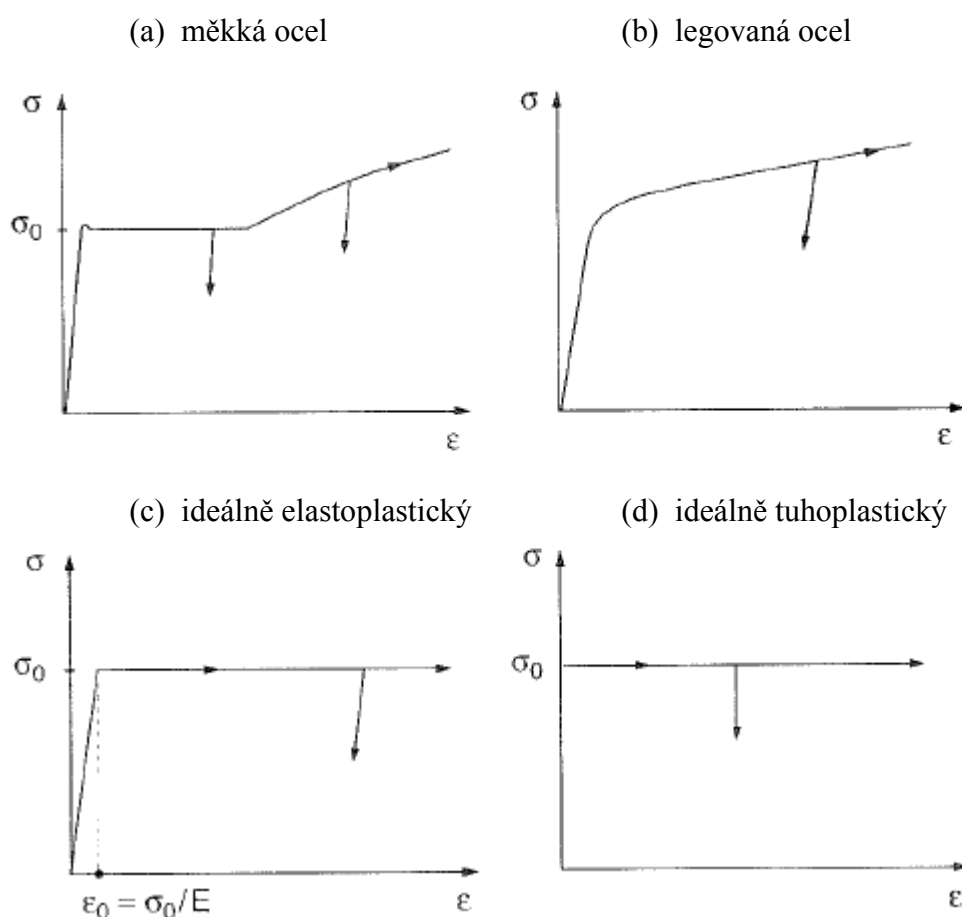 (a) měkká ocel
(b) legovaná ocel
σ
σ
σ₀
ε
ε
(c) ideálně elastoplastický
(d) ideálně tuhoplastický
σ
σ
σ₀
σ₀
ε₀ = σ₀/E
ε
ε